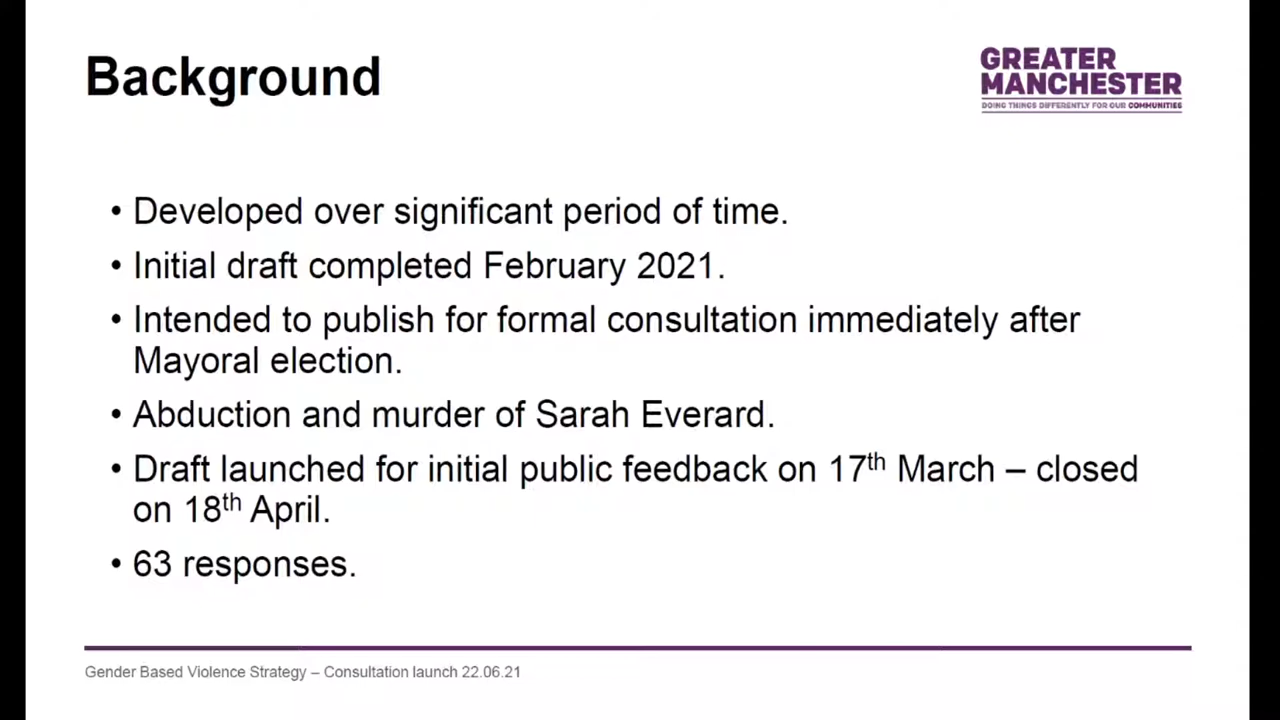 Background
GREATER
MANCHESTER
DOING THINGS DIFFERENTLY FOR OUR COMMUNITIES
• Developed over significant period of time.
• Initial draft completed February 2021.
• Intended to publish for formal consultation immediately after
Mayoral election.
• Abduction and murder of Sarah Everard.
• Draft launched for initial public feedback on 17th March – closed
on 18th April.
• 63 responses.
Gender Based Violence Strategy – Consultation launch 22.06.21